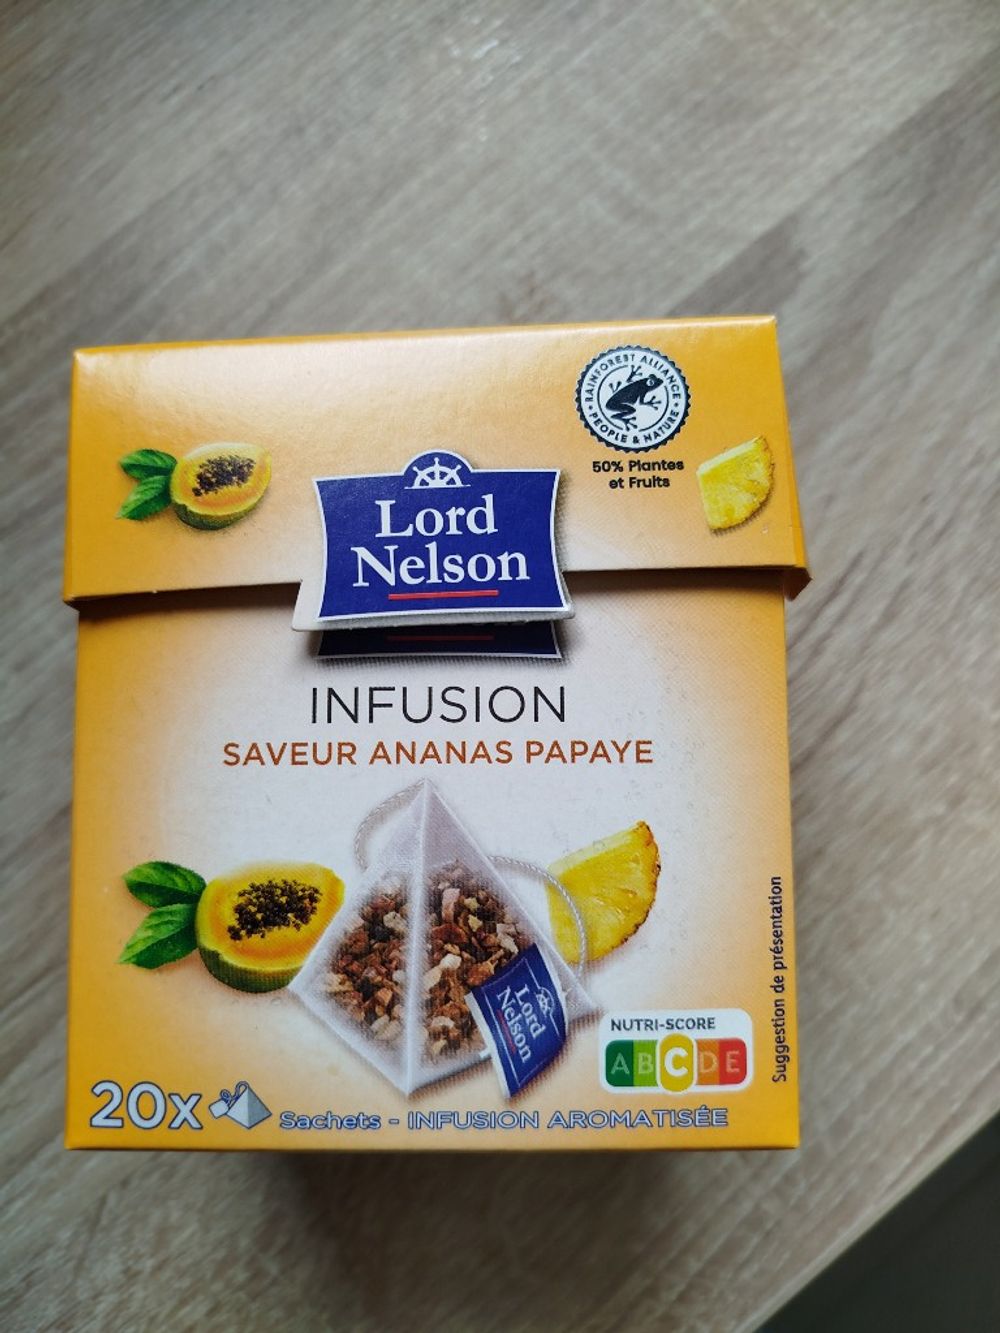 RAINFOREST ALLIANCE
PEOPLE & NATURE
50% Plantes
et Fruits
Lord
Nelson
INFUSION
SAVEUR ANANAS PAPAYE
Lord
Nelson
Suggestion de présentation
NUTRI-SCORE
A B C D E
20x Sachets - INFUSION AROMATISÉE